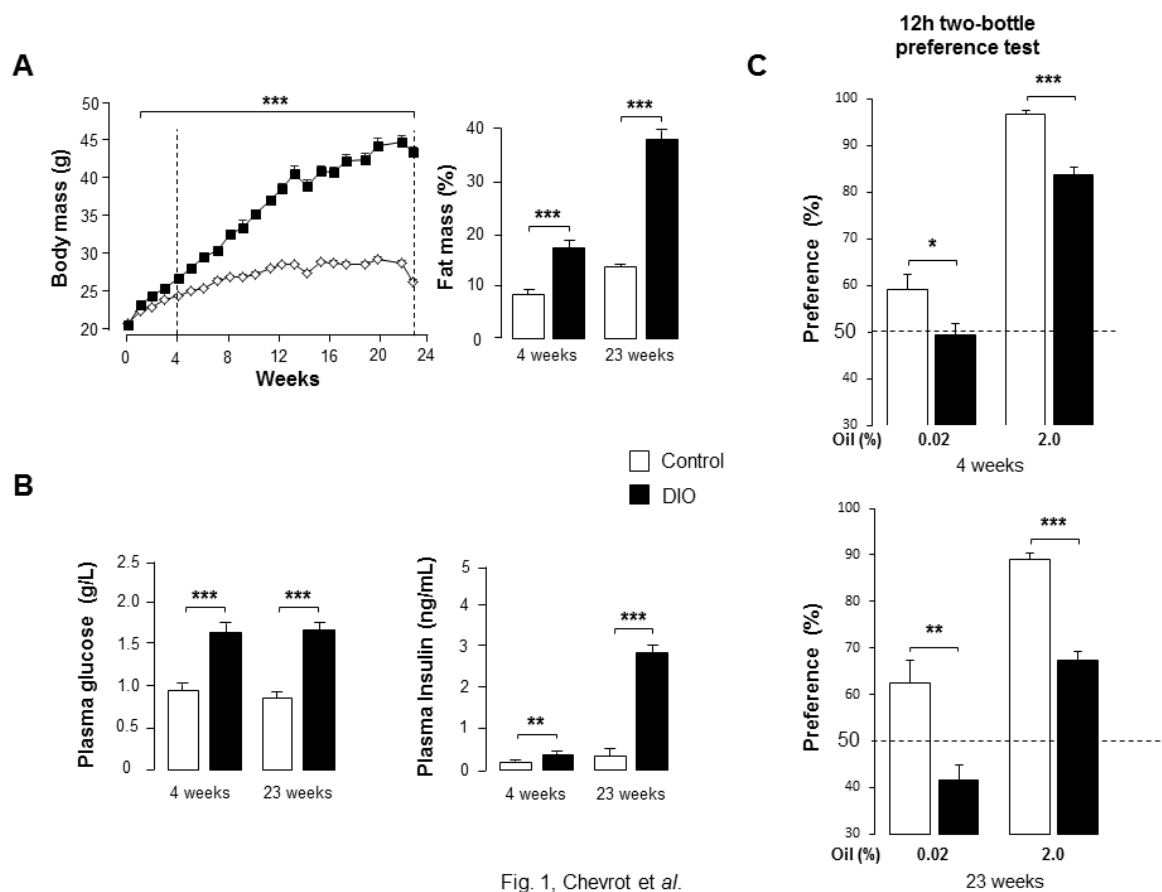 A
Body mass (g)
50
45
40
35
30
25
20
***
0 4 8 12 16 20 24
Weeks
Fat mass (%)
40
30
20
10
0
***
***
4 weeks 23 weeks
Control
DIO
B
Plasma glucose (g/L)
2.5
2.0
1.5
1.0
0.5
0
***
***
4 weeks 23 weeks
Plasma Insulin (ng/mL)
5
4
3
2
1
0
**
***
4 weeks 23 weeks
C
12h two-bottle
preference test
Preference (%)
100
90
80
70
60
50
40
30
*
***
Oil (%) 0.02 2.0
4 weeks
Preference (%)
100
90
80
70
60
50
40
30
**
***
Oil (%) 0.02 2.0
23 weeks
Fig. 1, Chevrot et al.